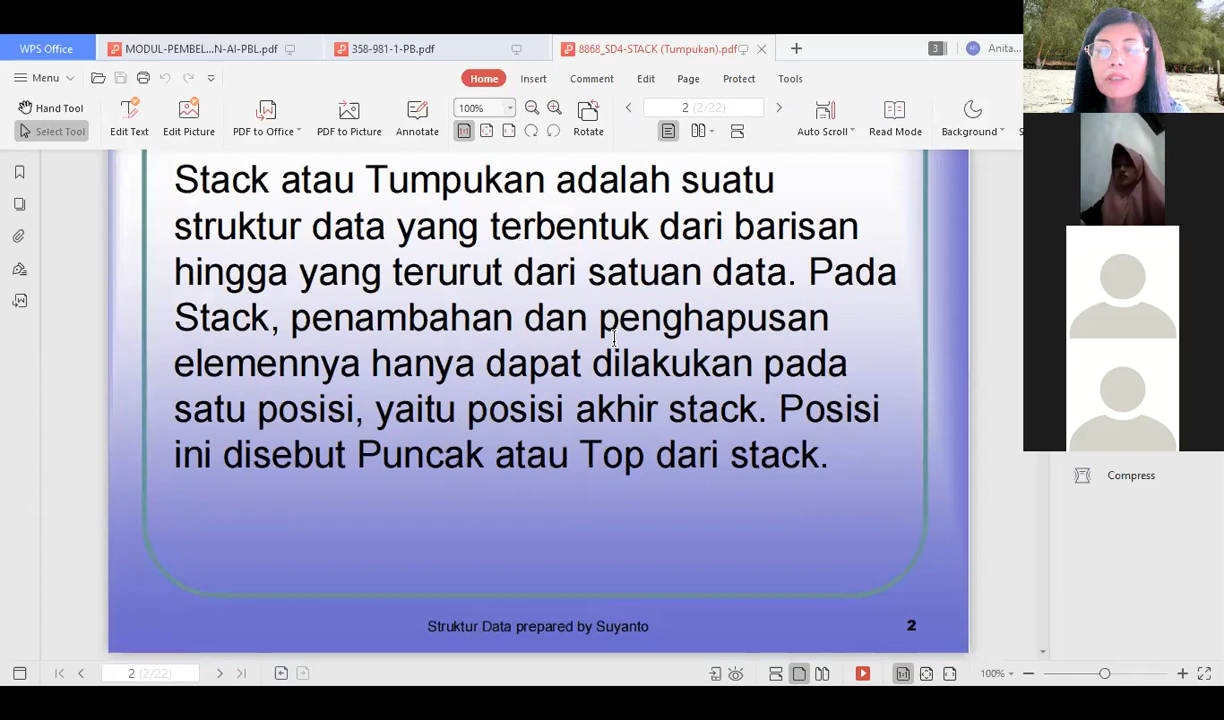 WPS Office
MODUL-PEMBEL...N-AI-PBL.pdf
358-981-1-PB.pdf
8868_SD4-STACK (Tumpukan).pdf
3
Anita...
Menu
Home
Insert
Comment
Edit
Page
Protect
Tools
Hand Tool
Select Tool
Edit Text
Edit Picture
PDF to Office
PDF to Picture
Annotate
100%
Rotate
2 (2/22)
Auto Scroll
Read Mode
Background
Stack atau Tumpukan adalah suatu
struktur data yang terbentuk dari barisan
hingga yang terurut dari satuan data. Pada
Stack, penambahan dan penghapusan
elemennya hanya dapat dilakukan pada
satu posisi, yaitu posisi akhir stack. Posisi
ini disebut Puncak atau Top dari stack.
Struktur Data prepared by Suyanto
2
Compress
2 (2/22)
100%